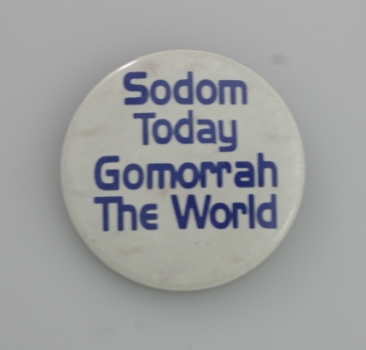 Sodom
Today
Gomorrah
The World